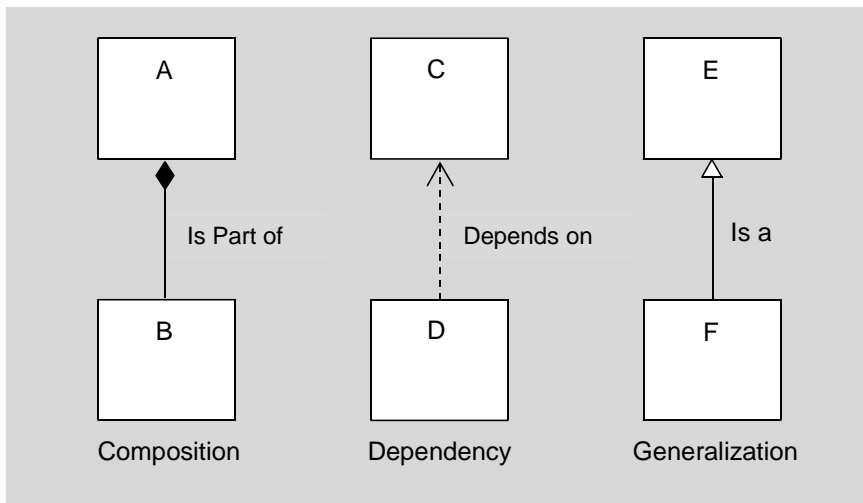 A
C
E
Is Part of
Depends on
Is a
B
D
F
Composition
Dependency
Generalization